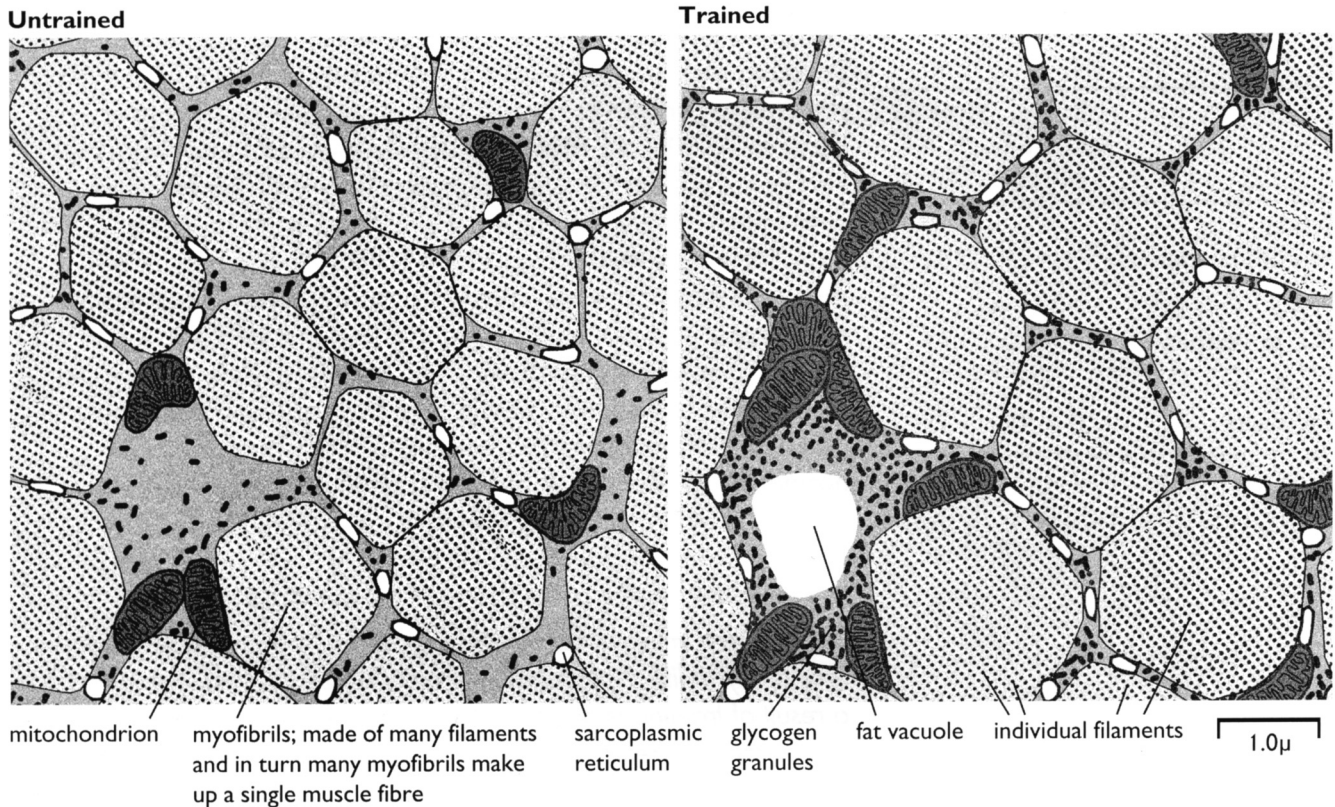 Untrained
Trained
mitochondrion
myofibrils; made of many filaments
and in turn many myofibrils make
up a single muscle fibre
sarcoplasmic
reticulum
glycogen
granules
fat vacuole
individual filaments
1.0μ